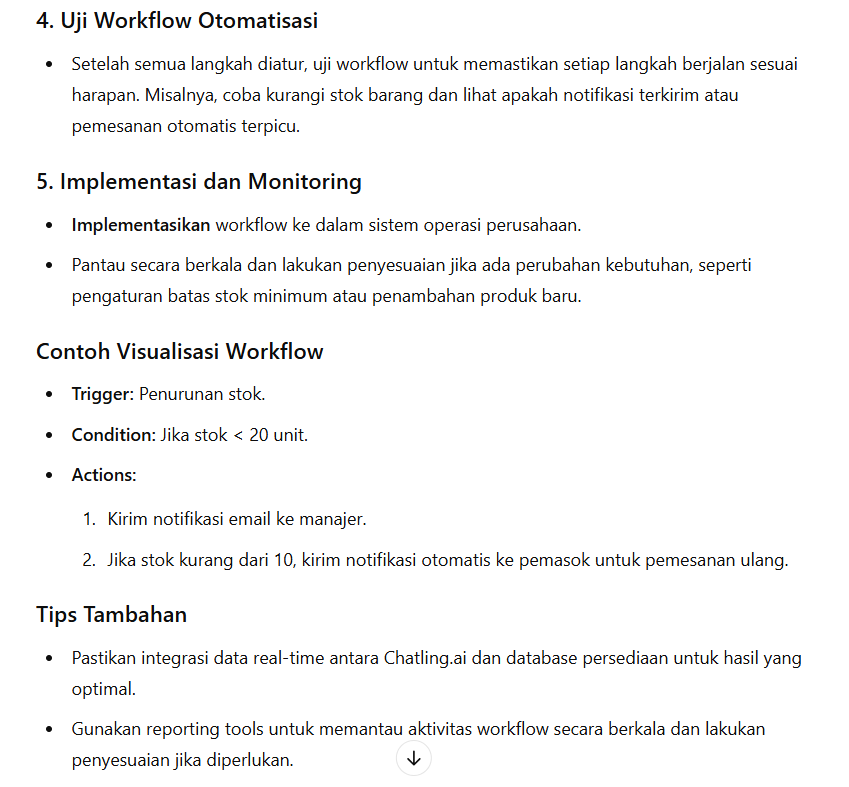 4. Uji Workflow Otomatisasi
Setelah semua langkah diatur, uji workflow untuk memastikan setiap langkah berjalan sesuai
harapan. Misalnya, coba kurangi stok barang dan lihat apakah notifikasi terkirim atau
pemesanan otomatis terpicu.
5. Implementasi dan Monitoring
Implementasikan workflow ke dalam sistem operasi perusahaan.
Pantau secara berkala dan lakukan penyesuaian jika ada perubahan kebutuhan, seperti
pengaturan batas stok minimum atau penambahan produk baru.
Contoh Visualisasi Workflow
Trigger: Penurunan stok.
Condition: Jika stok < 20 unit.
Actions:
1. Kirim notifikasi email ke manajer.
2. Jika stok kurang dari 10, kirim notifikasi otomatis ke pemasok untuk pemesanan ulang.
Tips Tambahan
Pastikan integrasi data real-time antara Chatling.ai dan database persediaan untuk hasil yang
optimal.
Gunakan reporting tools untuk memantau aktivitas workflow secara berkala dan lakukan
penyesuaian jika diperlukan.